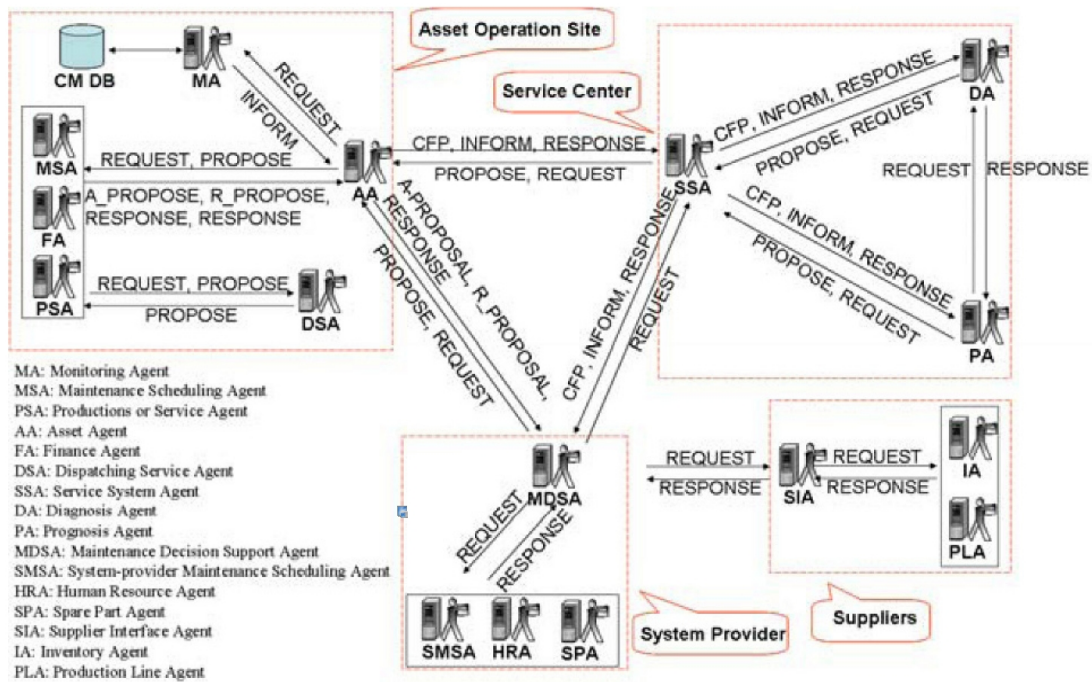 Asset Operation Site
CM DB
MA
REQUEST
INFORM
Service Center
DA
CFP, INFORM, RESPONSE
PROPOSE, REQUEST
MSA
REQUEST, PROPOSE
AA
CFP, INFORM, RESPONSE
PROPOSE, REQUEST
SSA
REQUEST
RESPONSE
A_PROPOSE, R_PROPOSE,
RESPONSE, RESPONSE
FA
A-PROPOSAL, R_PROPOSAL,
RESPONSE
PROPOSE, REQUEST
CFP, INFORM, RESPONSE
REQUEST
CFP, INFORM, RESPONSE
PROPOSE, REQUEST
PSA
REQUEST, PROPOSE
PROPOSE
DSA
PA
MA: Monitoring Agent
MSA: Maintenance Scheduling Agent
PSA: Productions or Service Agent
AA: Asset Agent
FA: Finance Agent
DSA: Dispatching Service Agent
SSA: Service System Agent
DA: Diagnosis Agent
PA: Prognosis Agent
MDSA: Maintenance Decision Support Agent
SMSA: System-provider Maintenance Scheduling Agent
HRA: Human Resource Agent
SPA: Spare Part Agent
SIA: Supplier Interface Agent
IA: Inventory Agent
PLA: Production Line Agent
MDSA
REQUEST
RESPONSE
SMSA
HRA
SPA
System Provider
REQUEST
RESPONSE
SIA
REQUEST
RESPONSE
IA
PLA
Suppliers